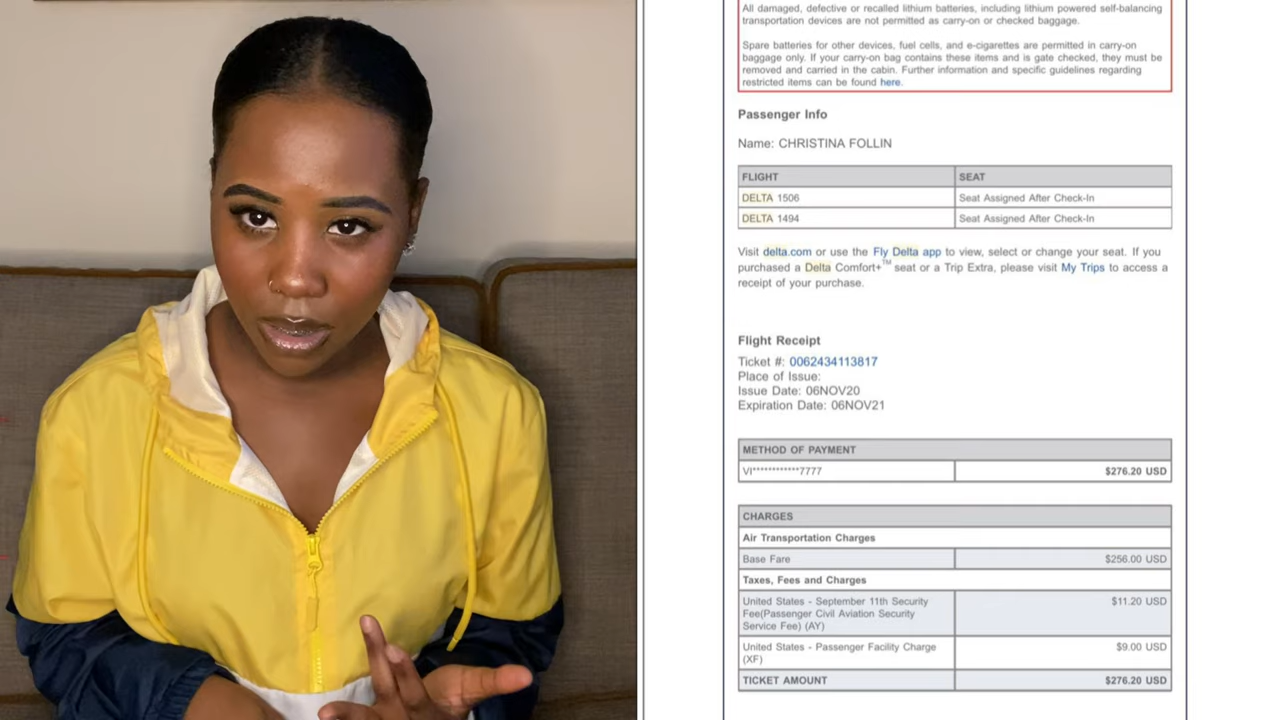 All damaged, defective or recalled lithium batteries, including lithium powered self-balancing
transportation devices are not permitted as carry-on or checked baggage.
Spare batteries for other devices, fuel cells, and e-cigarettes are permitted in carry-on
baggage only. If your carry-on bag contains these items and is gate checked, they must be
removed and carried in the cabin. Further information and specific guidelines regarding
restricted items can be found here.
Passenger Info
Name: CHRISTINA FOLLIN
FLIGHT SEAT
DELTA 1506 Seat Assigned After Check-In
DELTA 1494 Seat Assigned After Check-In
Visit delta.com or use the Fly Delta app to view, select or change your seat. If you
purchased a Delta Comfort+™ seat or a Trip Extra, please visit My Trips to access a
receipt of your purchase.
Flight Receipt
Ticket #: 0062434113817
Place of Issue:
Issue Date: 06NOV20
Expiration Date: 06NOV21
METHOD OF PAYMENT
VI************7777 $276.20 USD
CHARGES
Air Transportation Charges
Base Fare $256.00 USD
Taxes, Fees and Charges
United States - September 11th Security $11.20 USD
Fee(Passenger Civil Aviation Security
Service Fee) (AY)
United States - Passenger Facility Charge $9.00 USD
(XF)
TICKET AMOUNT $276.20 USD